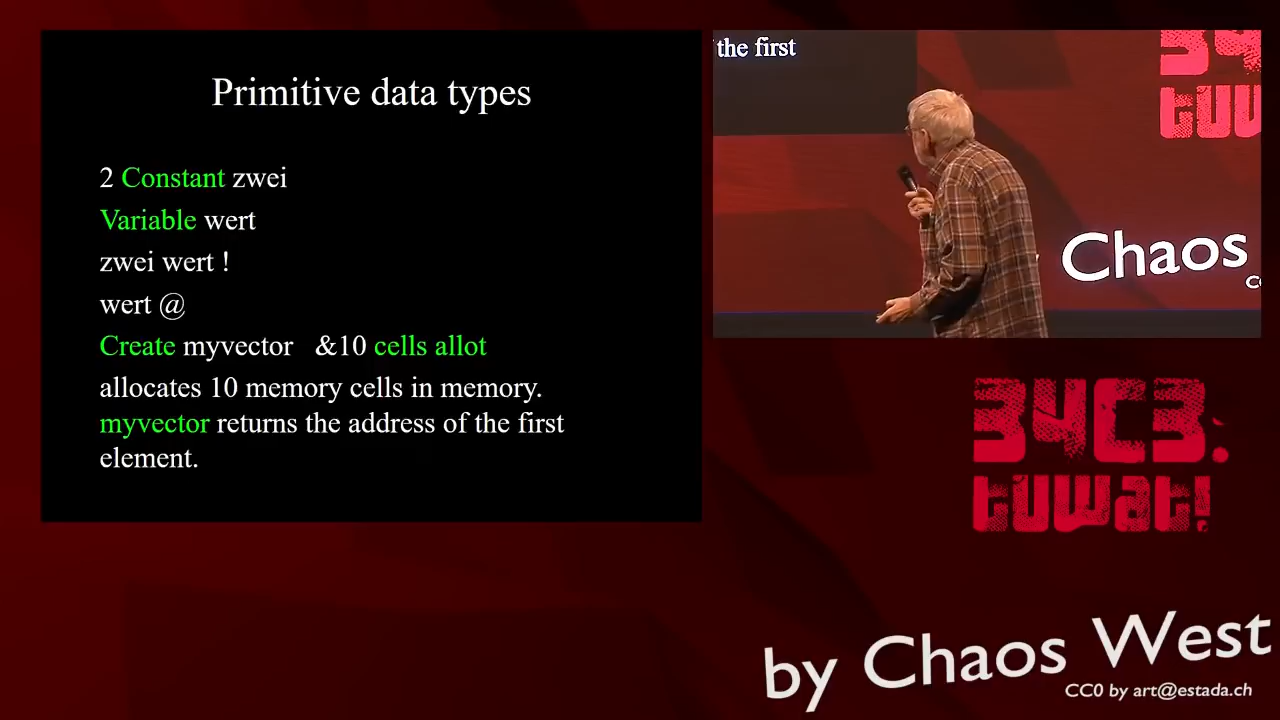 Primitive data types
2 Constant zwei
Variable wert
zwei wert !
wert @
Create myvector &10 cells allot
allocates 10 memory cells in memory.
myvector returns the address of the first
element.
the first
34
tuw
Chaos
34C3:
tuwat!
by Chaos West
CC0 by art@estada.ch